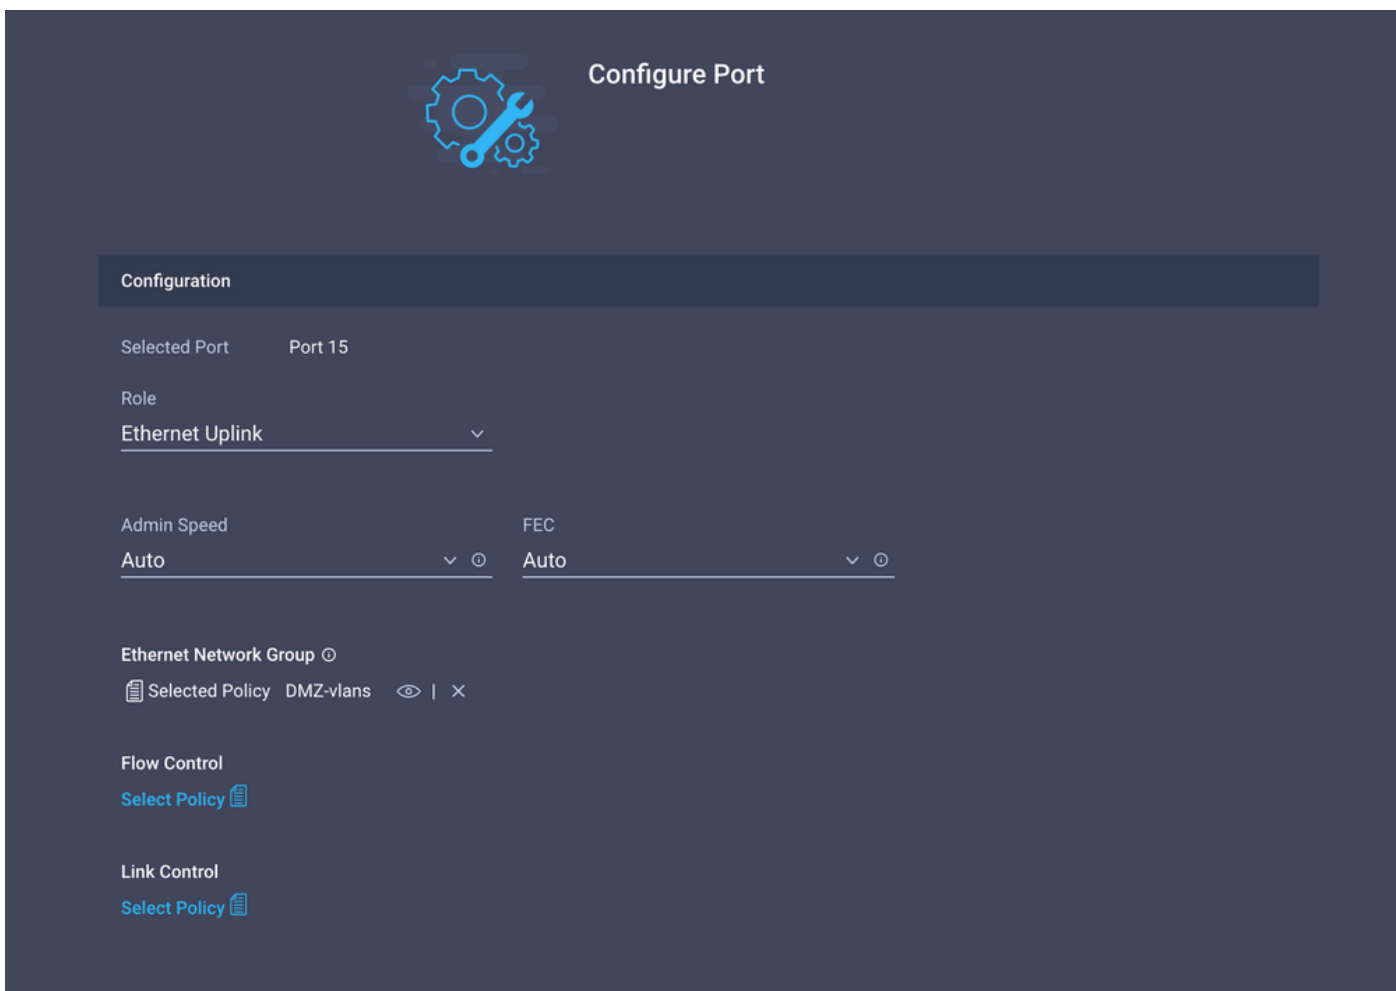 Configure Port
Configuration
Selected Port Port 15
Role
Ethernet Uplink
Admin Speed FEC
Auto Auto
Ethernet Network Group
Selected Policy DMZ-vlans |
Flow Control
Select Policy
Link Control
Select Policy